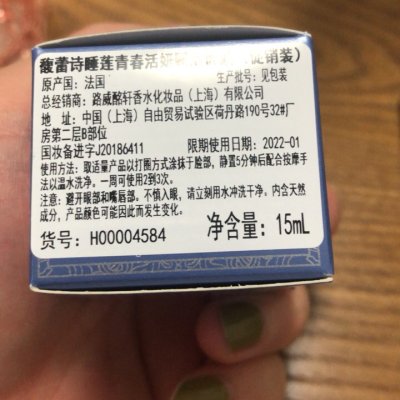 馥蕾诗睡莲青春活妍 促销装）
原产国：法国 生产批号：见包装
总经销商：路威酩轩香水化妆品（上海）有限公司
地 址：中国（上海）自由贸易试验区荷丹路190号32#厂
房第二层B部位 限期使用日期：2022-01
国妆备进字J20186411
使用方法：取适量产品以打圈方式涂抹于脸部，静置5分钟后配合按摩手
法以温水洗净。一周可使用2到3次。
注意：避开眼部和嘴唇部。不慎入眼，请立刻用水冲洗干净。内含天然
成分，产品颜色可能因此而发生变化。
货号：H00004584 净含量：15mL